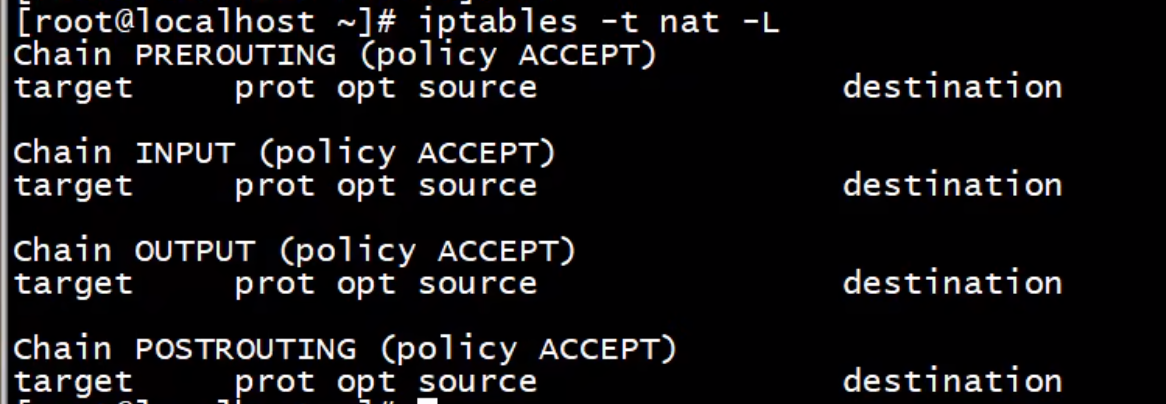 [root@localhost ~]# iptables -t nat -L
Chain PREROUTING (policy ACCEPT)
target     prot opt source               destination
Chain INPUT (policy ACCEPT)
target     prot opt source               destination
Chain OUTPUT (policy ACCEPT)
target     prot opt source               destination
Chain POSTROUTING (policy ACCEPT)
target     prot opt source               destination